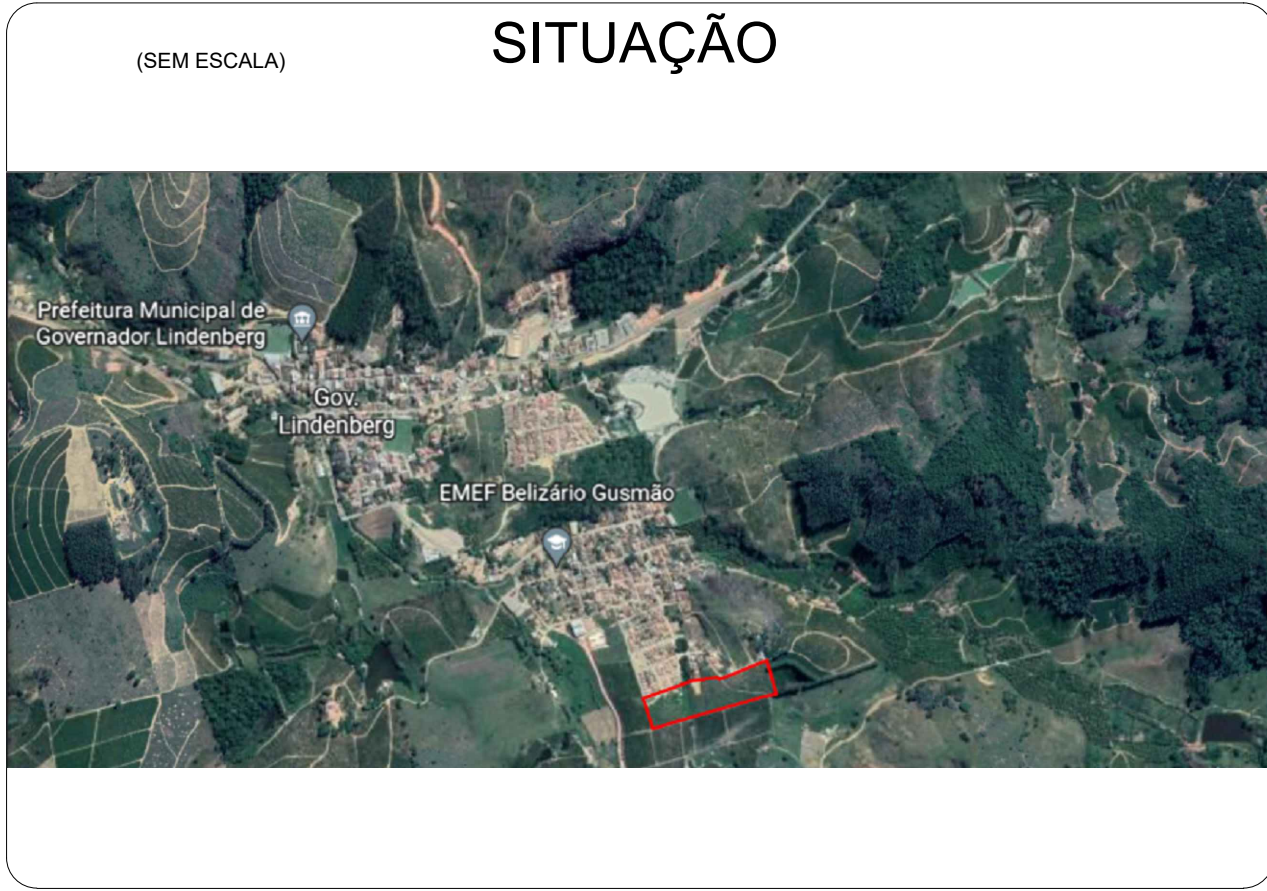 SITUAÇÃO
(SEM ESCALA)
Prefeitura Municipal de
Governador Lindenberg
Gov.
Lindenberg
EMEF Belizário Gusmão